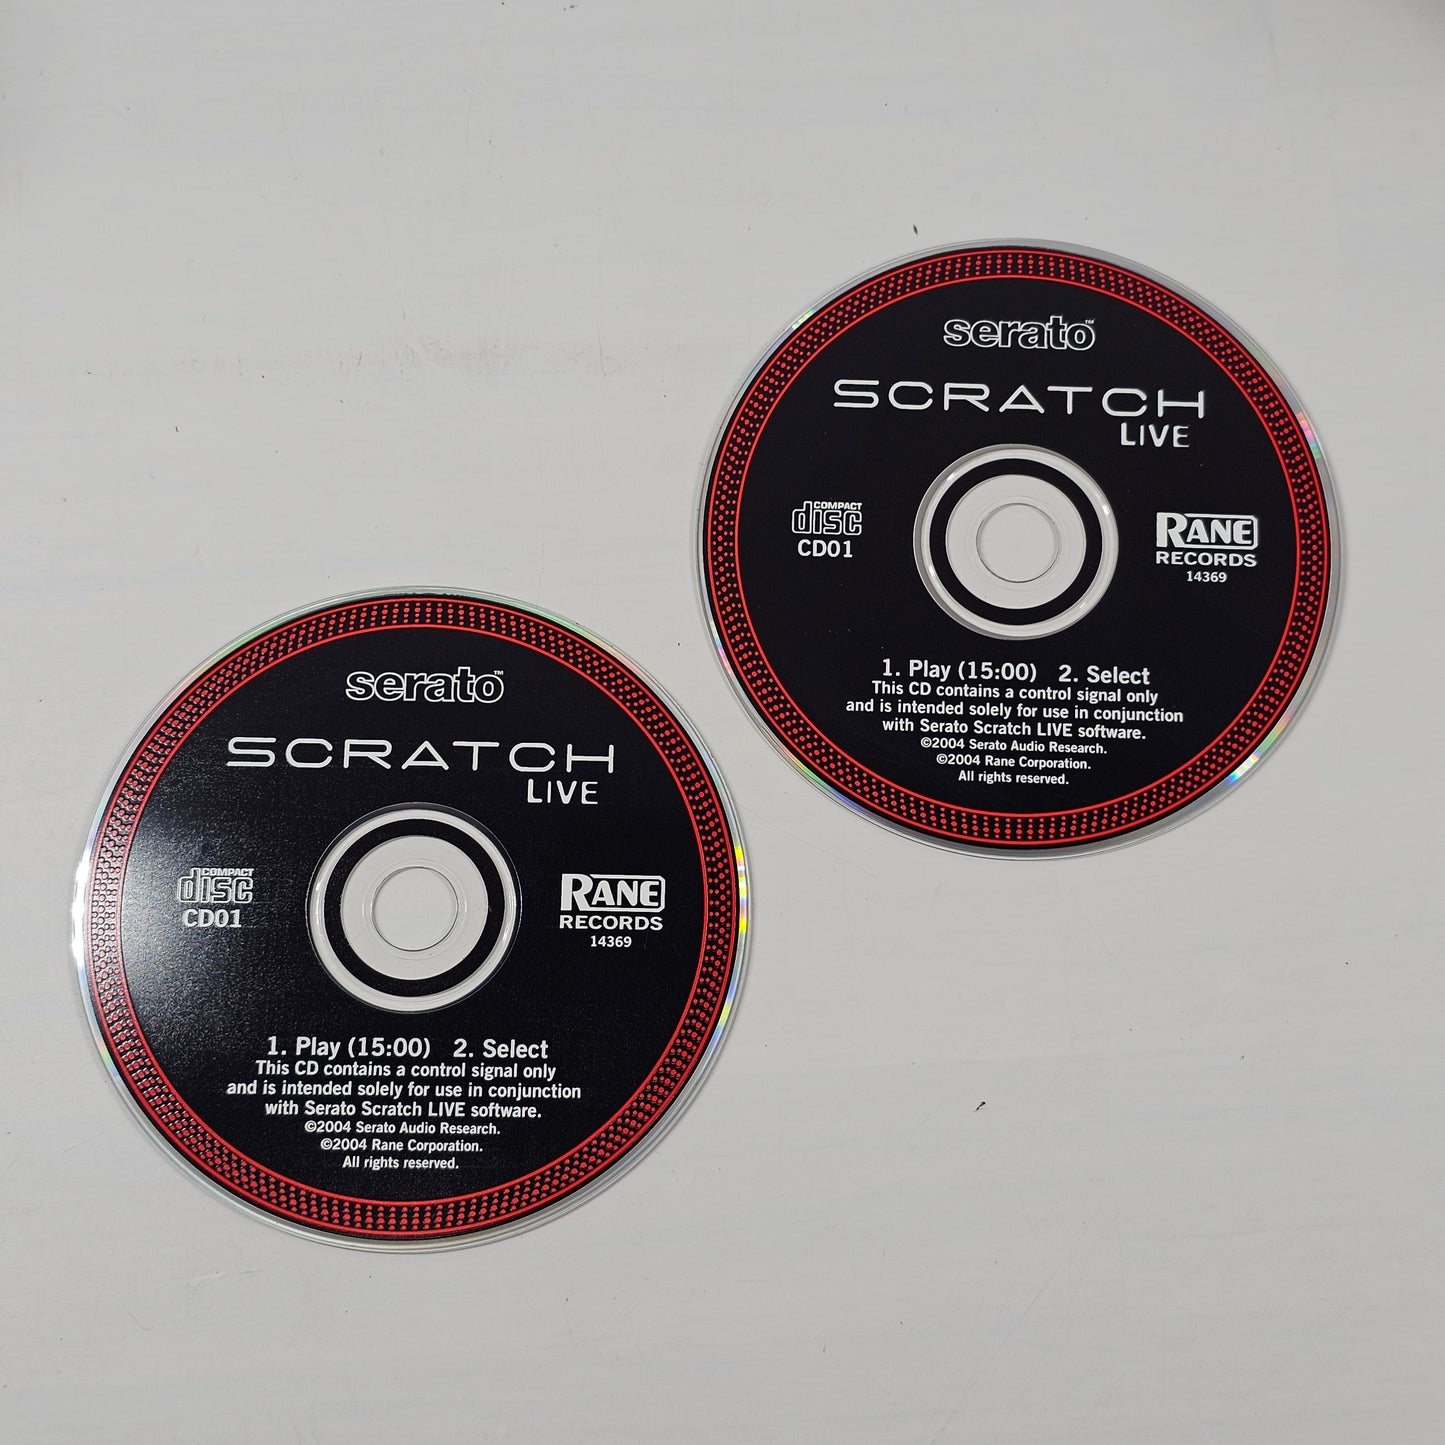 serato™
SCRATCH
LIVE
COMPACT
disc
CD01
RANE
RECORDS
14369
1. Play (15:00) 2. Select
This CD contains a control signal only
and is intended solely for use in conjunction
with Serato Scratch LIVE software.
©2004 Serato Audio Research.
©2004 Rane Corporation.
All rights reserved.
serato™
SCRATCH
LIVE
COMPACT
disc
CD01
RANE
RECORDS
14369
1. Play (15:00) 2. Select
This CD contains a control signal only
and is intended solely for use in conjunction
with Serato Scratch LIVE software.
©2004 Serato Audio Research.
©2004 Rane Corporation.
All rights reserved.